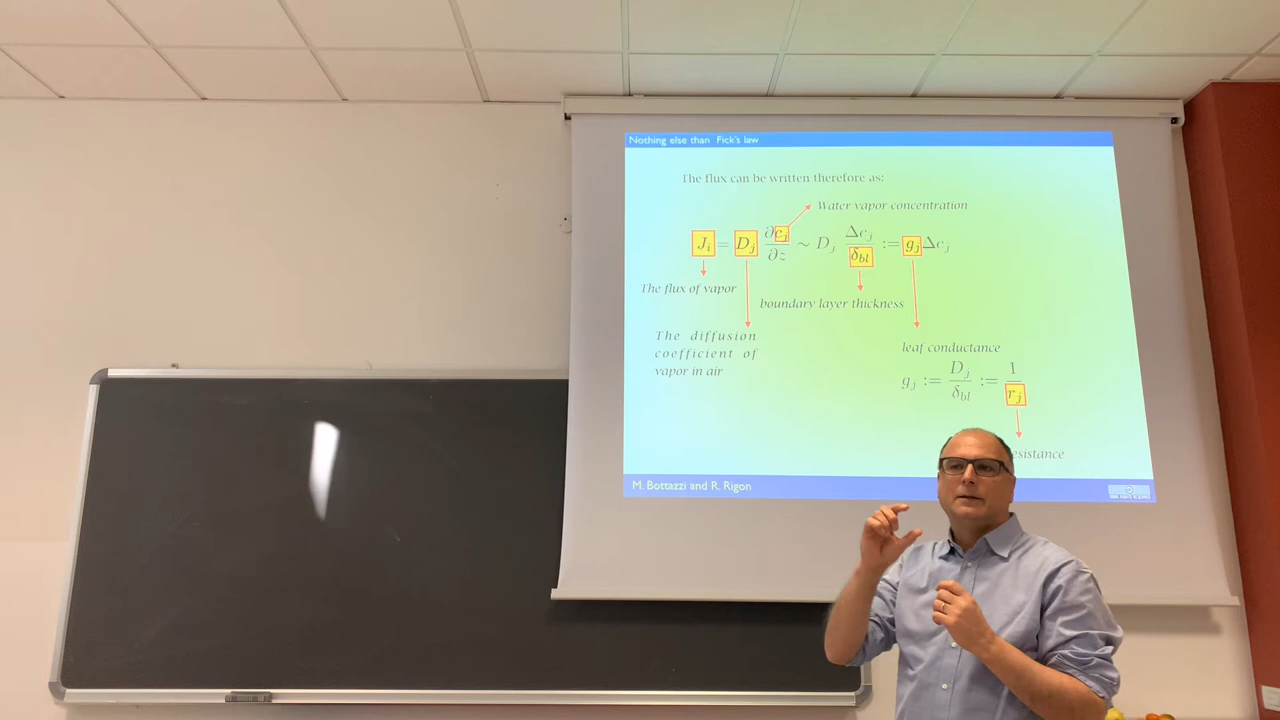 Nothing else than Fick's law
The flux can be written therefore as:
Water vapor concentration
J_i = D_j ∂c_j/∂z ~ D_j Δc_j/δ_bl := g_j Δc_j
The flux of vapor
boundary layer thickness
The diffusion
coefficient of
vapor in air
leaf conductance
g_j := D_j/δ_bl := 1/r_j
esistance
M. Bottazzi and R. Rigon